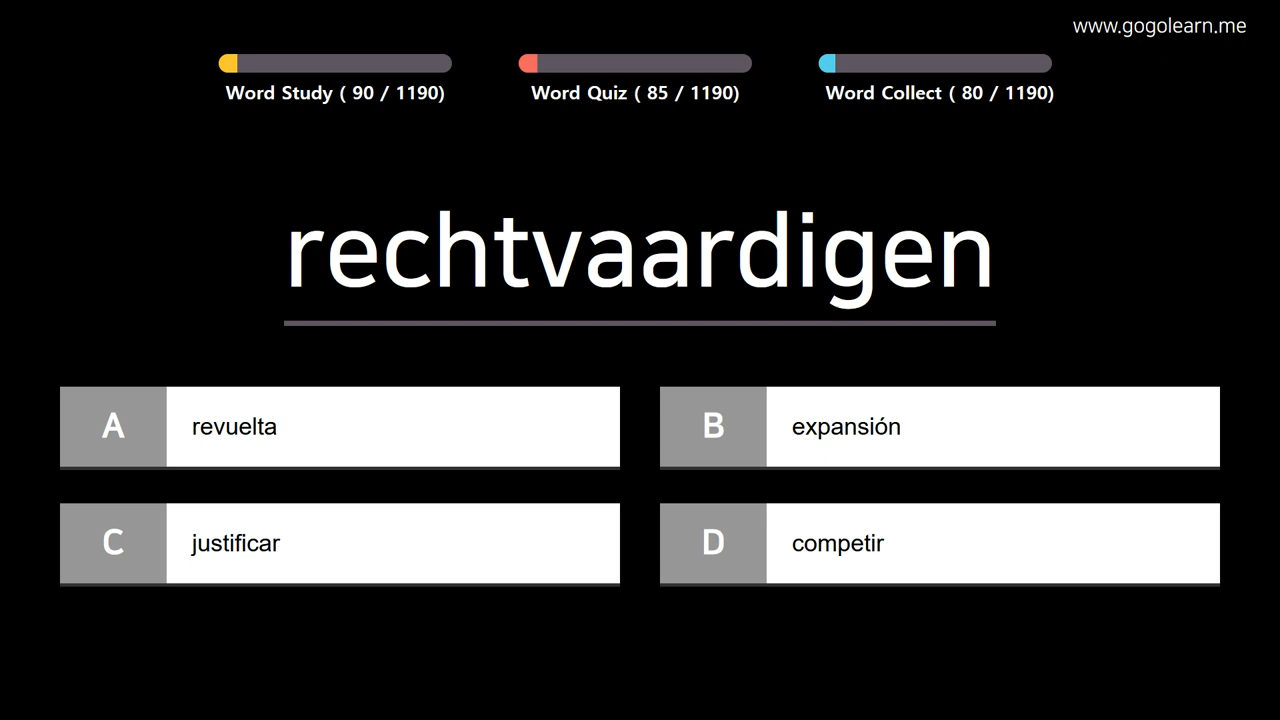 www.gogolearn.me
Word Study ( 90 / 1190)
Word Quiz ( 85 / 1190)
Word Collect ( 80 / 1190)
rechtvaardigen
A revuelta
B expansión
C justificar
D competir